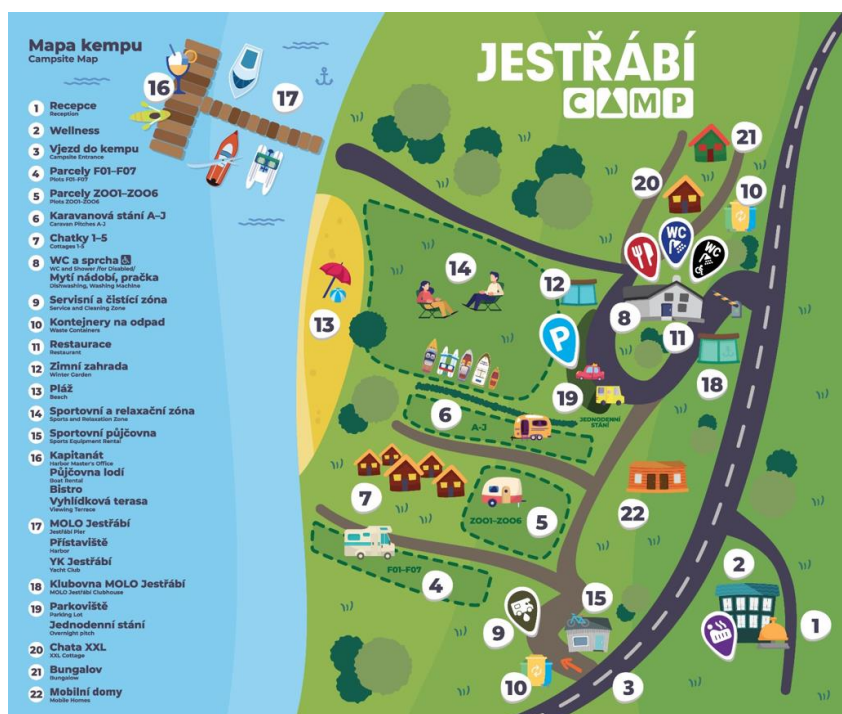 Mapa kempu
Campsite Map
1 Recepce
Reception
2 Wellness
3 Vjezd do kempu
Campsite Entrance
4 Parcely F01–F07
Plots F01–F07
5 Parcely ZOO1–ZOO6
Plots ZOO1–ZOO6
6 Karavanová stání A–J
Caravan Pitches A-J
7 Chatky 1–5
Cottages 1-5
8 WC a sprcha
WC and Shower /for Disabled/
Mytí nádobí, pračka
Dishwashing, Washing Machine
9 Servisní a čistící zóna
Service and Cleaning Zone
10 Kontejnery na odpad
Waste Containers
11 Restaurace
Restaurant
12 Zimní zahrada
Winter Garden
13 Pláž
Beach
14 Sportovní a relaxační zóna
Sports and Relaxation Zone
15 Sportovní půjčovna
Sports Equipment Rental
16 Kapitanát
Harbor Master's Office
Půjčovna lodí
Boat Rental
Bistro
Vyhlídková terasa
Viewing Terrace
17 MOLO Jestřábí
Jestřábí Pier
Přístaviště
Harbor
YK Jestřábí
Yacht Club
18 Klubovna MOLO Jestřábí
MOLO Jestřábí Clubhouse
19 Parkoviště
Parking Lot
Jednodenní stání
Overnight pitch
20 Chata XXL
XXL Cottage
21 Bungalov
Bungalow
22 Mobilní domy
Mobile Homes
JESTŘÁBÍ
CAMP
16
17
21
20
10
WC
WC
14
12
13
P
8
11
18
19
JEDNODENNÍ
STÁNÍ
6
A-J
7
ZOO1–ZOO6
5
22
F01–F07
4
2
15
9
1
10
3